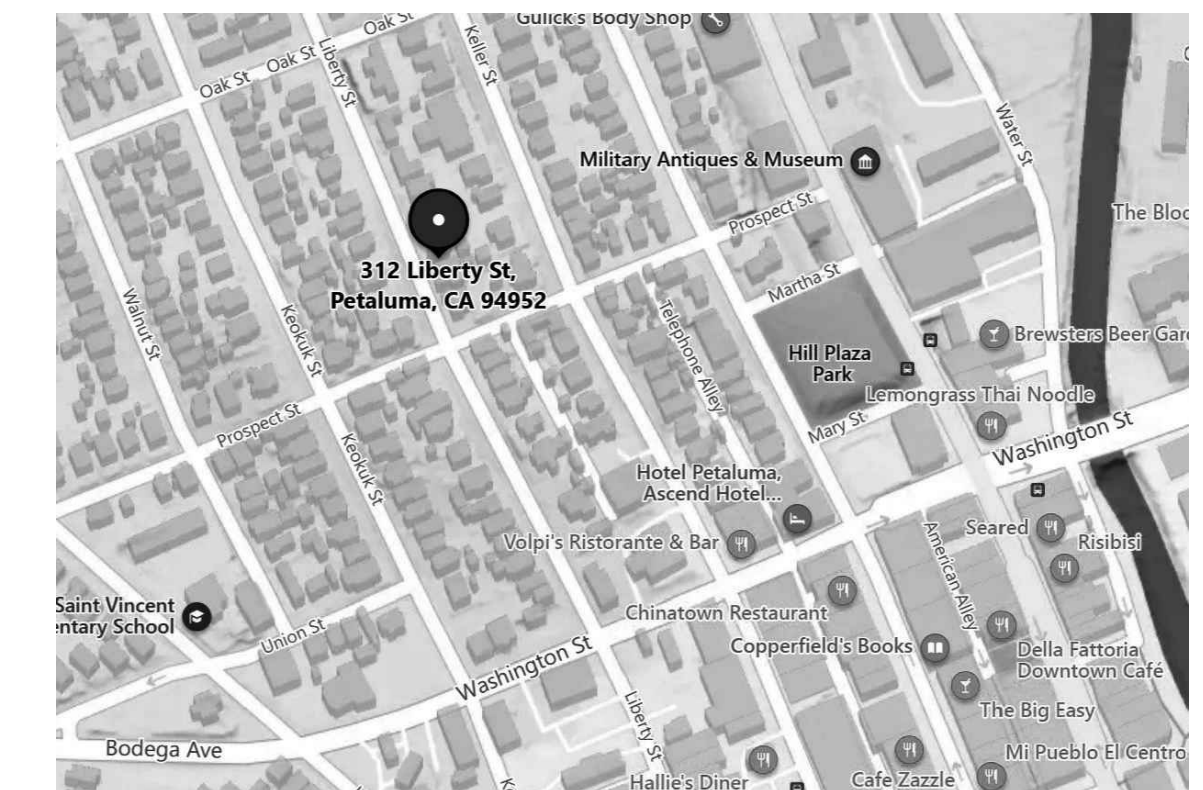 Gulick's Body Shop
Oak St
Oak St
Oak St
Liberty St
Keller St
Water St
Military Antiques & Museum
Prospect St
The Bloc
312 Liberty St,
Petaluma, CA 94952
Martha St
Walnut St
Keokuk St
Telephone Alley
Brewsters Beer Gard
Hill Plaza
Park
Lemongrass Thai Noodle
Prospect St
Mary St
Washington St
Keokuk St
Hotel Petaluma,
Ascend Hotel...
Seared
Risibisi
Volpi's Ristorante & Bar
American Alley
Saint Vincent
entary School
Chinatown Restaurant
Union St
Copperfield's Books
Della Fattoria
Downtown Café
Washington St
The Big Easy
Liberty St
Bodega Ave
Mi Pueblo El Centro
Hallie's Diner
Cafe Zazzle